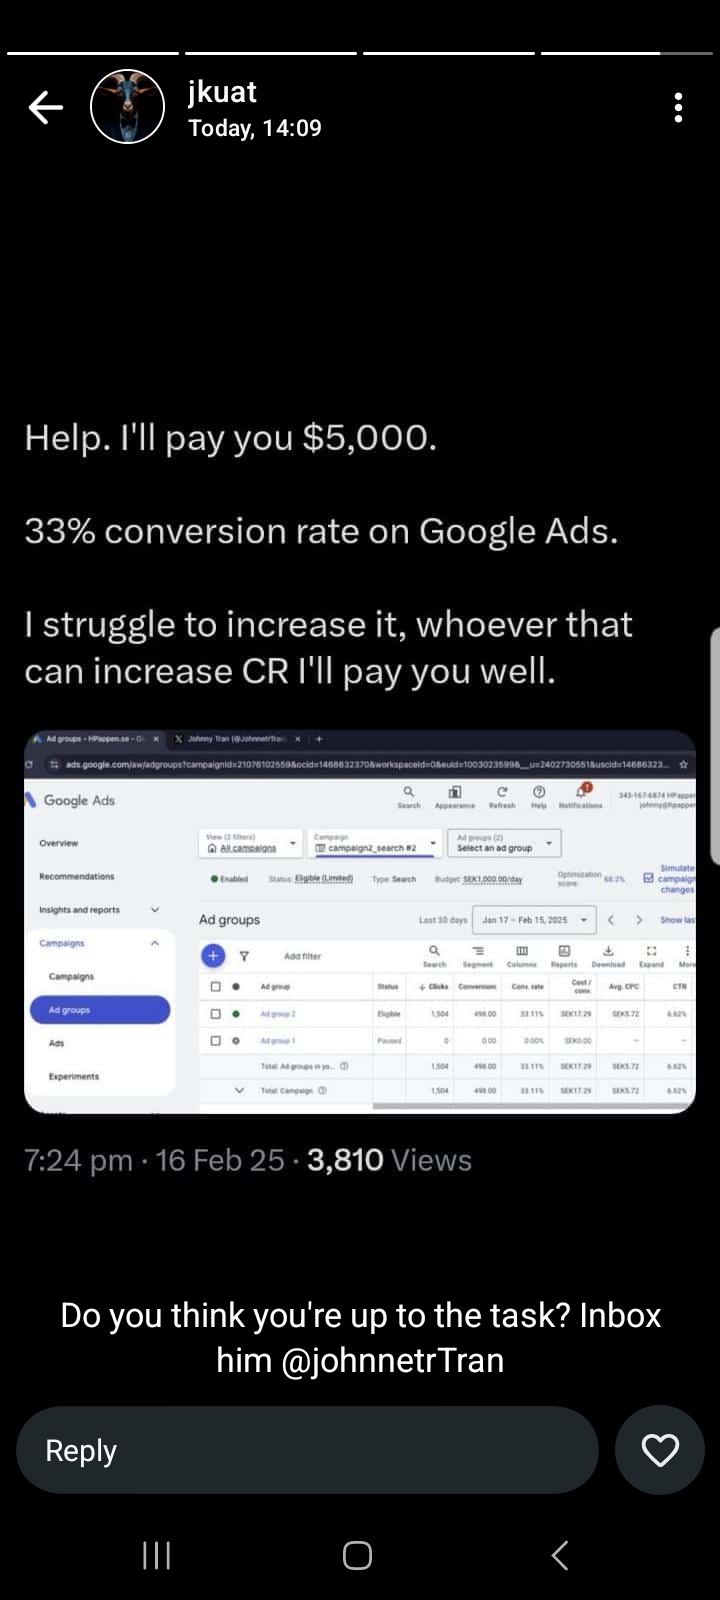 jkuat
Today, 14:09
Help. I'll pay you $5,000.
33% conversion rate on Google Ads.
I struggle to increase it, whoever that
can increase CR I'll pay you well.
Ad groups - HPappen.se - G
Johnny Tran (@JohnnetrTran
ads.google.com/aw/adgroups?campaignId=21076102559&ocid=1468632370&workspaceId=0&euid=1003023599&__u=2402730551&uscid=14686323...
Google Ads
Search
Appearance
Refresh
Help
Notifications
343-167-6874 HPappen
johnny@hpappen
Overview
View (2 filters)
All campaigns
Campaign
campaign2_search #2
Ad groups (2)
Select an ad group
Recommendations
Enabled
Status: Eligible (Limited)
Type: Search
Budget: SEK1,000.00/day
Optimization score: 68.2%
Simulate
campaign
changes
Insights and reports
Ad groups
Last 30 days
Jan 17 - Feb 15, 2025
Show las
Campaigns
Add filter
Search
Segment
Columns
Reports
Download
Expand
More
Campaigns
Ad group Status Clicks Conversions Conv. rate Cost / conv. Avg. CPC CTR
Ad groups
Ad group 2 Eligible 1,504 498.00 33.11% SEK17.29 SEK5.72 6.62%
Ads
Ad group 1 Paused 0 0.00 0.00% SEK0.00 – –
Experiments
Total: Ad groups in yo... 1,504 498.00 33.11% SEK17.29 SEK5.72 6.62%
Total: Campaign 1,504 498.00 33.11% SEK17.29 SEK5.72 6.62%
7:24 pm · 16 Feb 25 · 3,810 Views
Do you think you're up to the task? Inbox
him @johnnetrTran
Reply